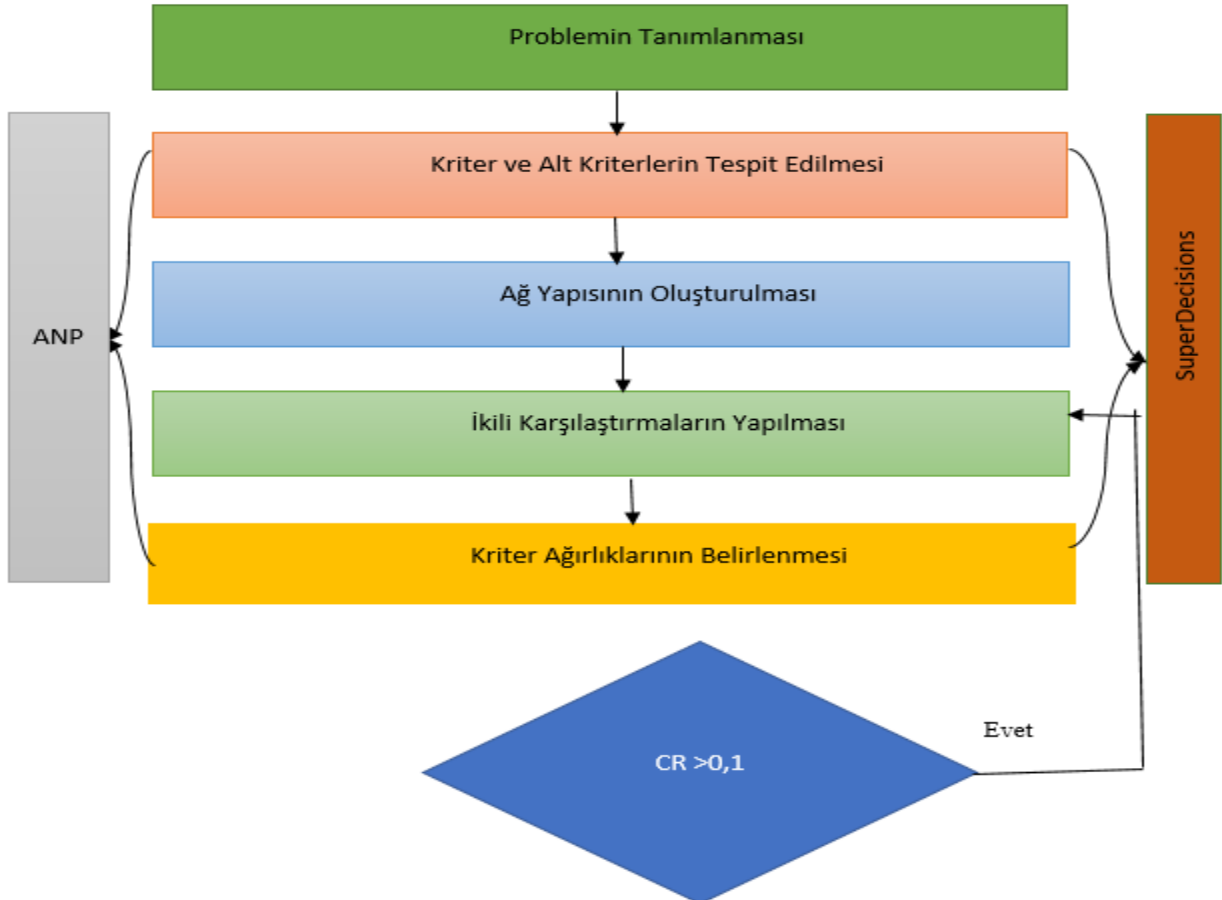 Problemin Tanımlanması
Kriter ve Alt Kriterlerin Tespit Edilmesi
Ağ Yapısının Oluşturulması
ANP
SuperDecisions
İkili Karşılaştırmaların Yapılması
Kriter Ağırlıklarının Belirlenmesi
Evet
CR >0,1